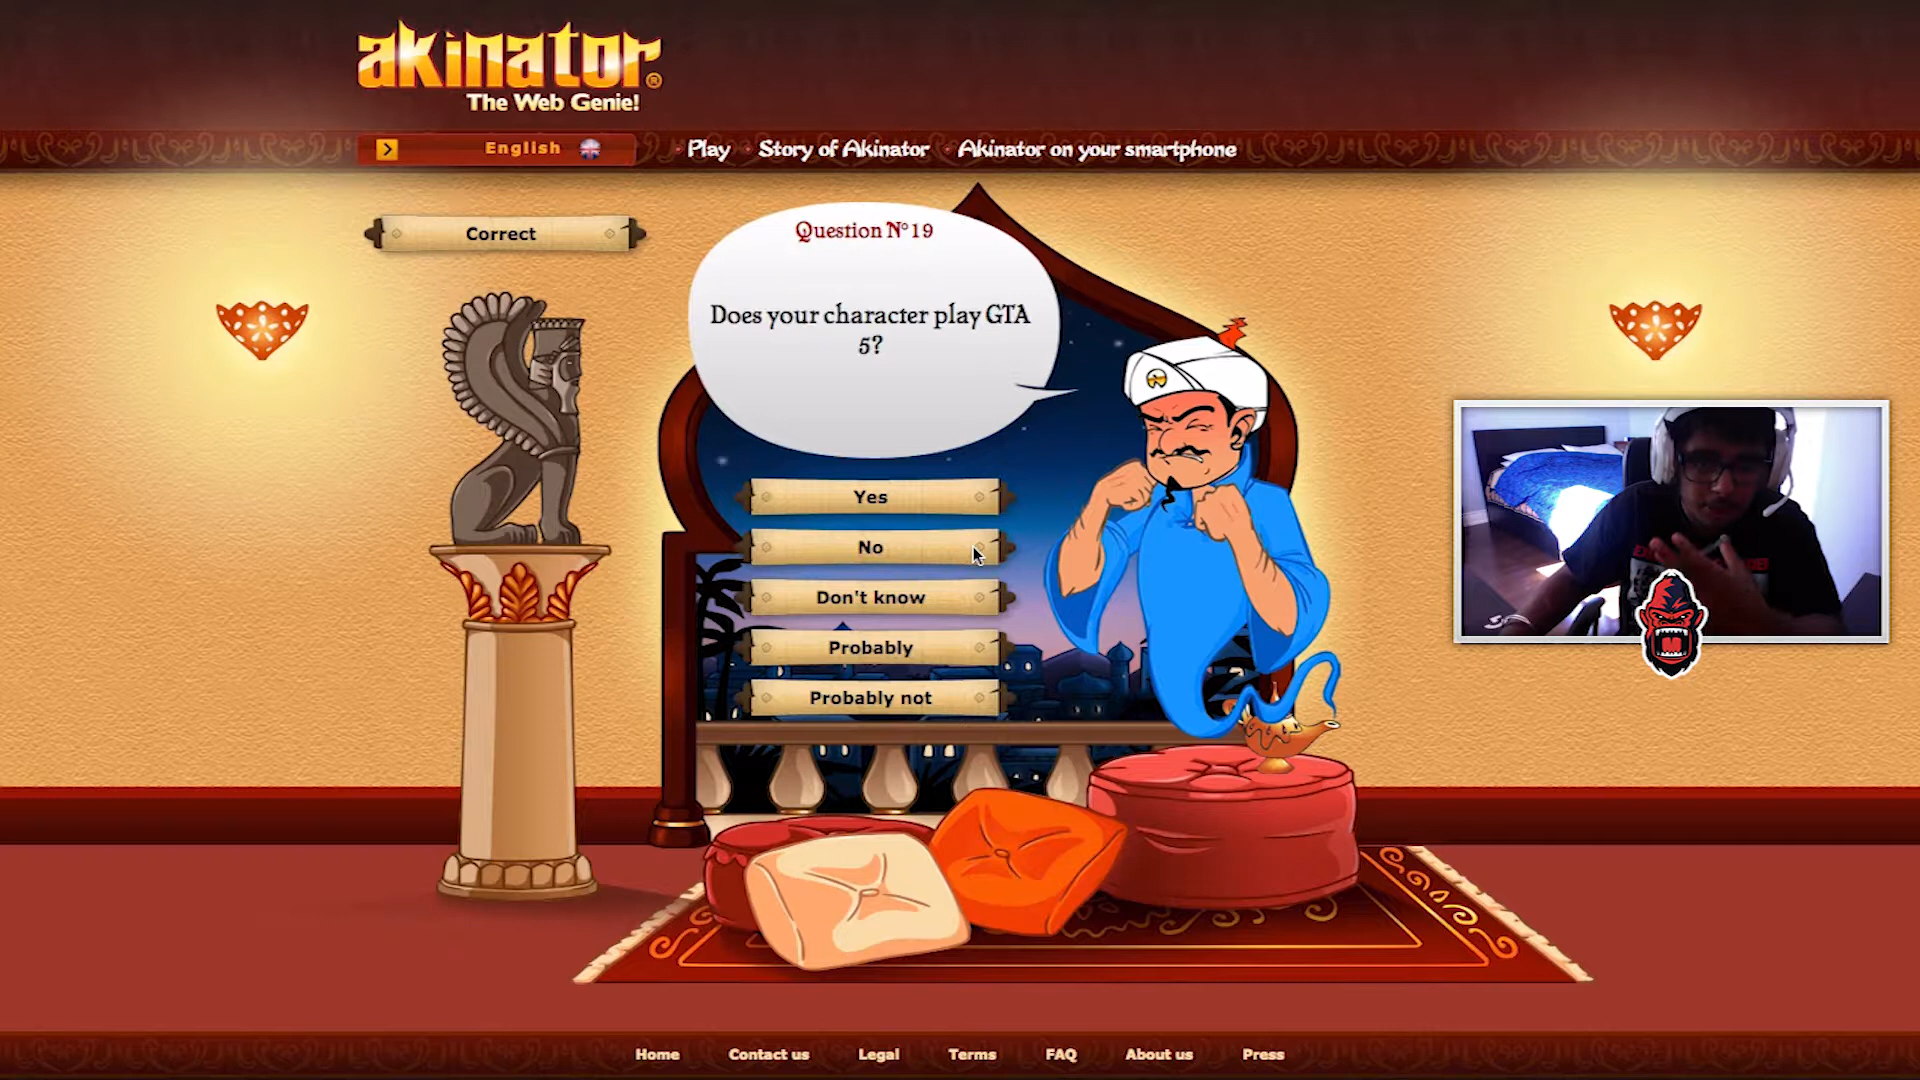 akinator®
The Web Genie!
English
Play
Story of Akinator
Akinator on your smartphone
Correct
Question N°19
Does your character play GTA
5?
Yes
No
Don't know
Probably
Probably not
Home
Contact us
Legal
Terms
FAQ
About us
Press